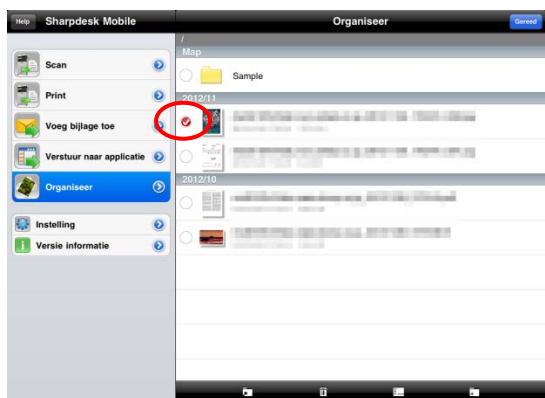 Help Sharpdesk Mobile
Organiseer Gereed
/
Map
Scan
Sample
Print
2012/11
Voeg bijlage toe
Verstuur naar applicatie
2012/10
Organiseer
Instelling
Versie informatie